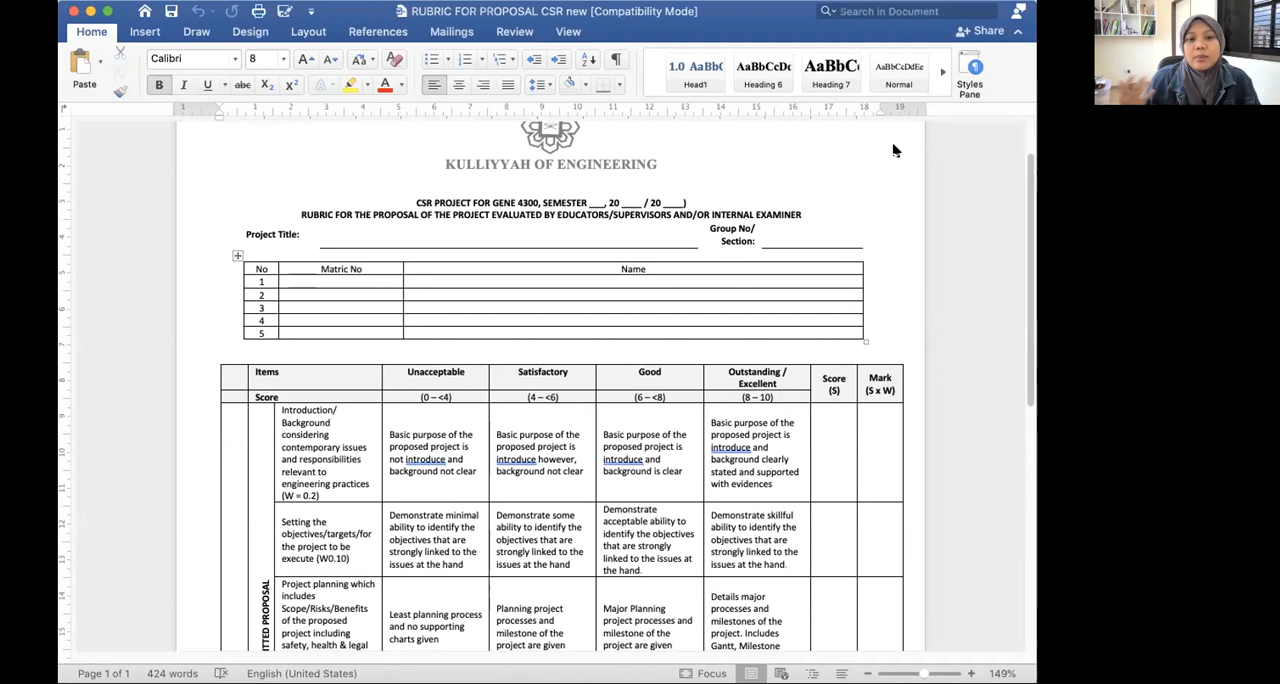 RUBRIC FOR PROPOSAL CSR new [Compatibility Mode]
Search in Document
Home
Insert
Draw
Design
Layout
References
Mailings
Review
View
Share
Paste
Calibri
8
1.0 AaBbC
AaBbCcDc
AaBbCc
AaBbCcDdEe
Head1
Heading 6
Heading 7
Normal
Styles
Pane
KULLIYYAH OF ENGINEERING
CSR PROJECT FOR GENE 4300, SEMESTER ___, 20 ____ / 20 ____)
RUBRIC FOR THE PROPOSAL OF THE PROJECT EVALUATED BY EDUCATORS/SUPERVISORS AND/OR INTERNAL EXAMINER
Project Title:
Group No/
Section:
No
Matric No
Name
1
2
3
4
5
Items
Unacceptable
Satisfactory
Good
Outstanding /
Excellent
Score
(S)
Mark
(S x W)
Score
(0 – <4)
(4 – <6)
(6 – <8)
(8 – 10)
Introduction/
Background
considering
contemporary issues
and responsibilities
relevant to
engineering practices
(W = 0.2)
Basic purpose of the
proposed project is
not introduce and
background not clear
Basic purpose of the
proposed project is
introduce however,
background not clear
Basic purpose of the
proposed project is
introduce and
background is clear
Basic purpose of the
proposed project is
introduce and
background clearly
stated and supported
with evidences
Setting the
objectives/targets/for
the project to be
execute (W0.10)
Demonstrate minimal
ability to identify the
objectives that are
strongly linked to the
issues at the hand
Demonstrate some
ability to identify the
objectives that are
strongly linked to the
issues at the hand
Demonstrate
acceptable ability to
identify the objectives
that are strongly
linked to the issues at
the hand.
Demonstrate skillful
ability to identify the
objectives that are
strongly linked to the
issues at the hand.
ITTED PROPOSAL
Project planning which
includes
Scope/Risks/Benefits
of the proposed
project including
safety, health & legal
Least planning process
and no supporting
charts given
Planning project
processes and
milestone of the
project are given
Major Planning
project processes and
milestone of the
project are given
Details major
processes and
milestones of the
project. Includes
Gantt, Milestone
Page 1 of 1
424 words
English (United States)
Focus
149%